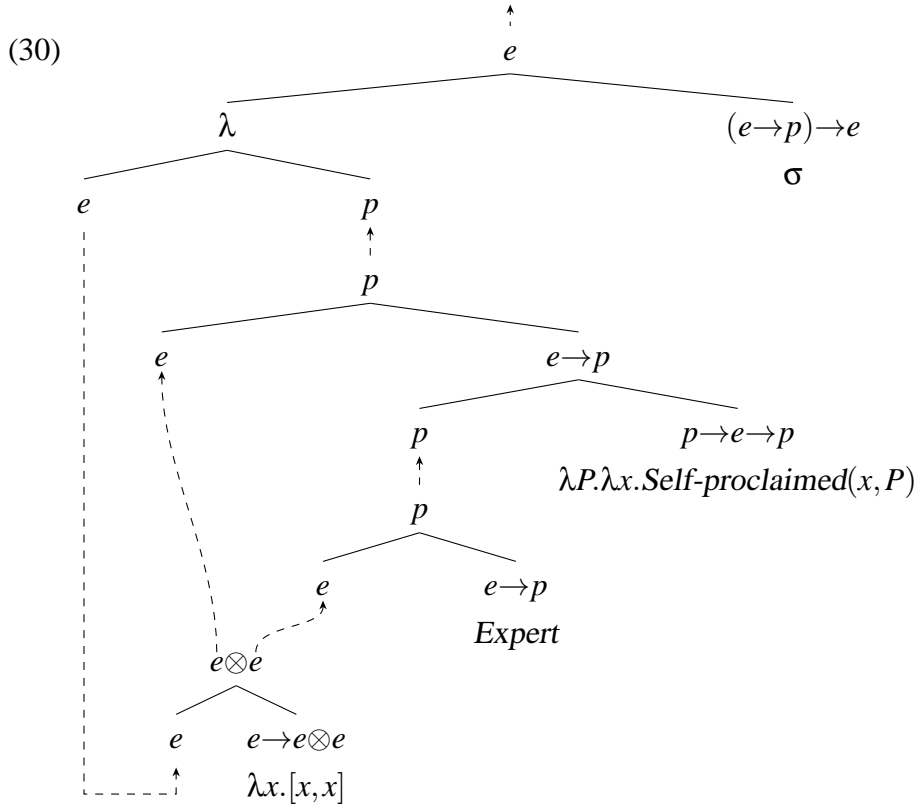 (30)
e
λ (e→p)→e
σ
e p
p
e e→p
p p→e→p
λP.λx.Self-proclaimed(x, P)
p
e e→p
Expert
e⊗e
e e→e⊗e
λx.[x,x]